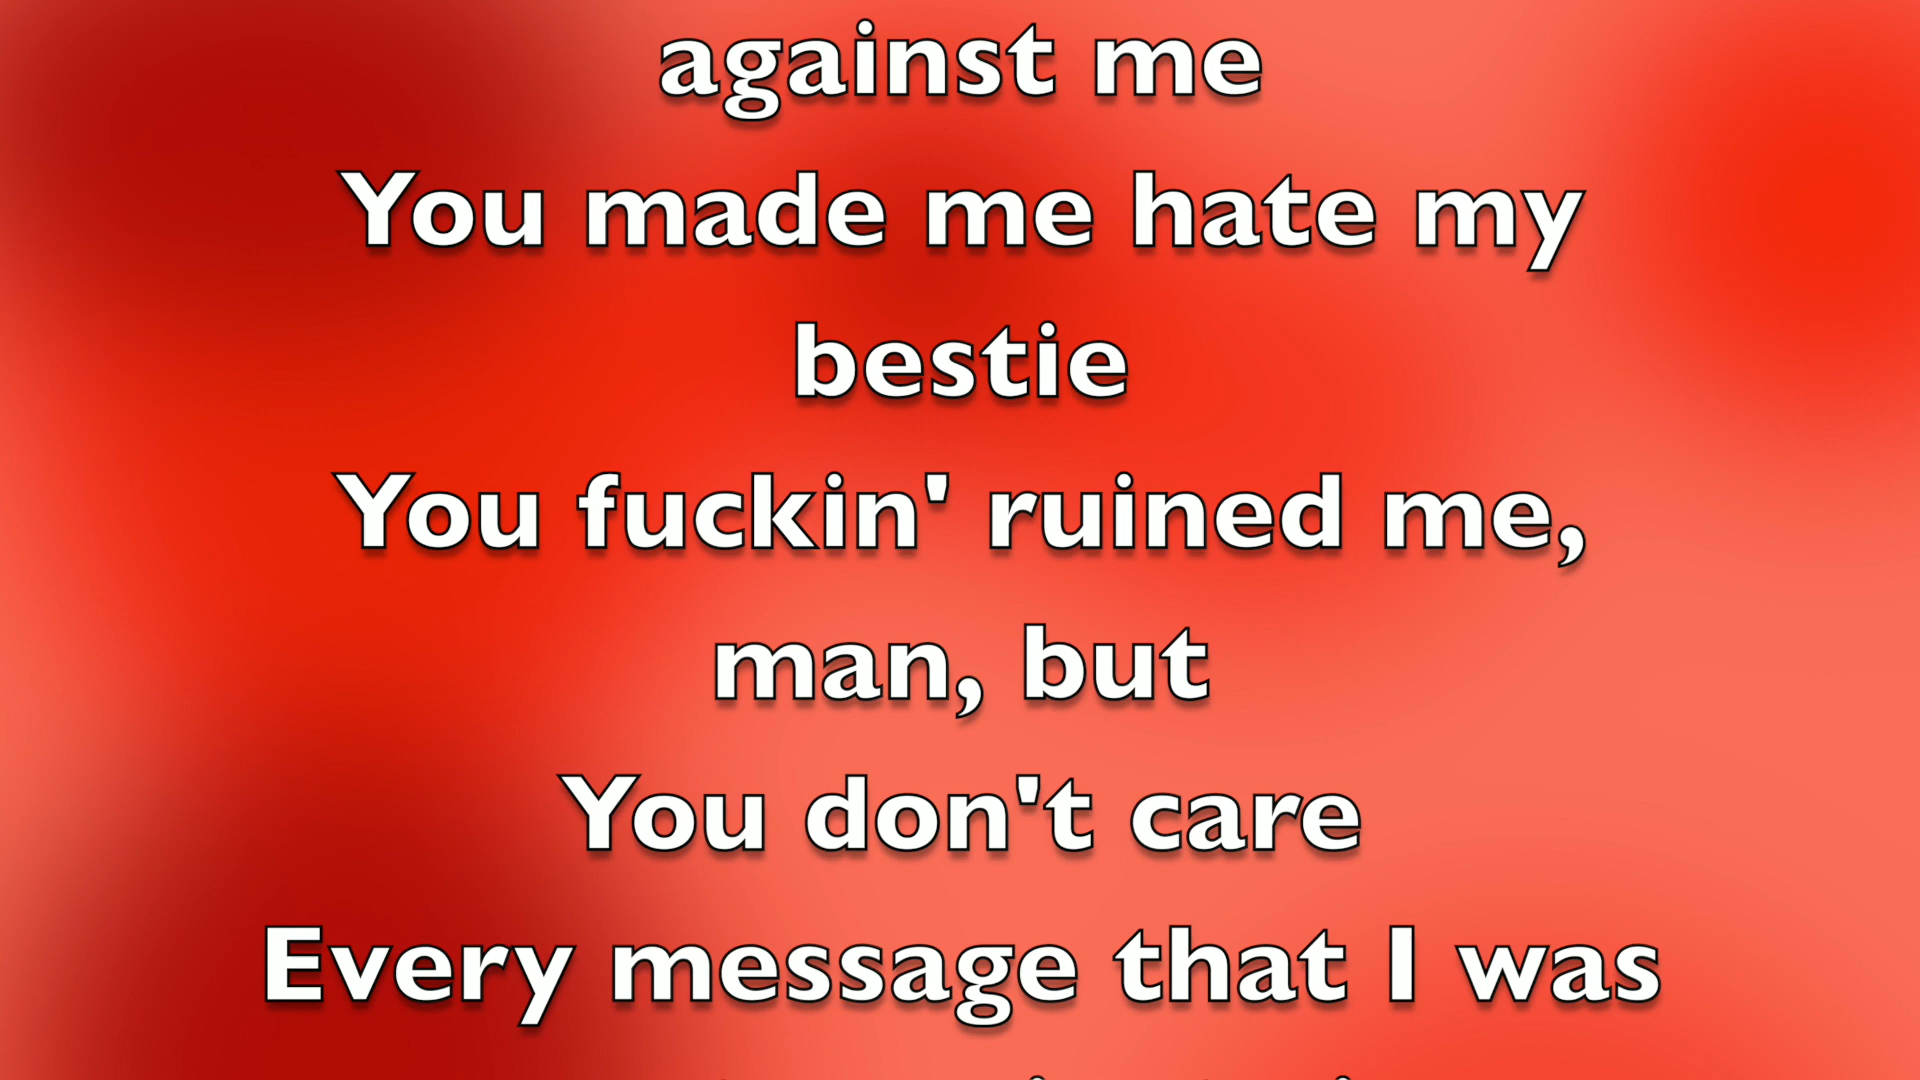 against me
You made me hate my
bestie
You fuckin' ruined me,
man, but
You don't care
Every message that I was